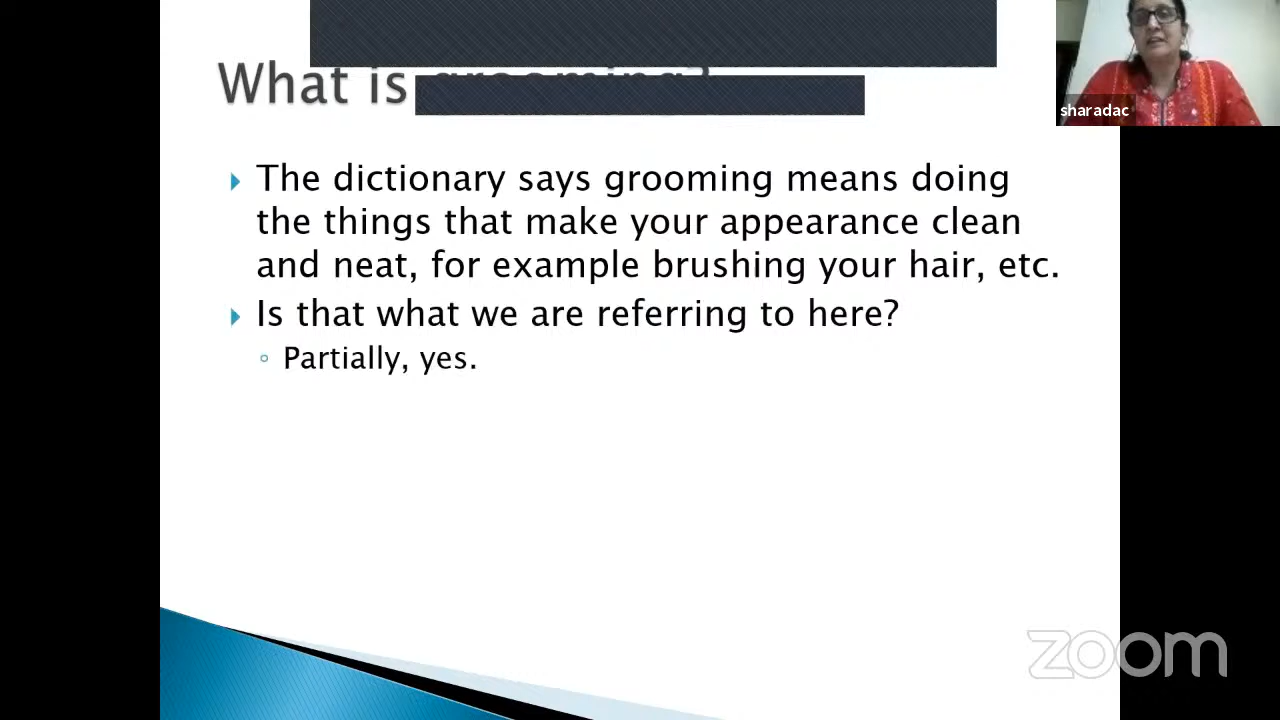 What is grooming?
sharadac
The dictionary says grooming means doing
the things that make your appearance clean
and neat, for example brushing your hair, etc.
Is that what we are referring to here?
Partially, yes.
zoom